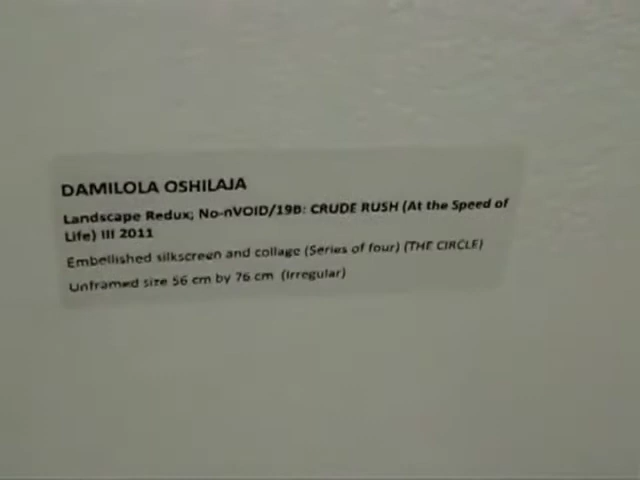 DAMILOLA OSHILAJA
Landscape Redux; No-nVOID/19B: CRUDE RUSH (At the Speed of
Life) III 2011
Embellished silkscreen and collage (Series of four) (THE CIRCLE)
Unframed size 56 cm by 76 cm (Irregular)